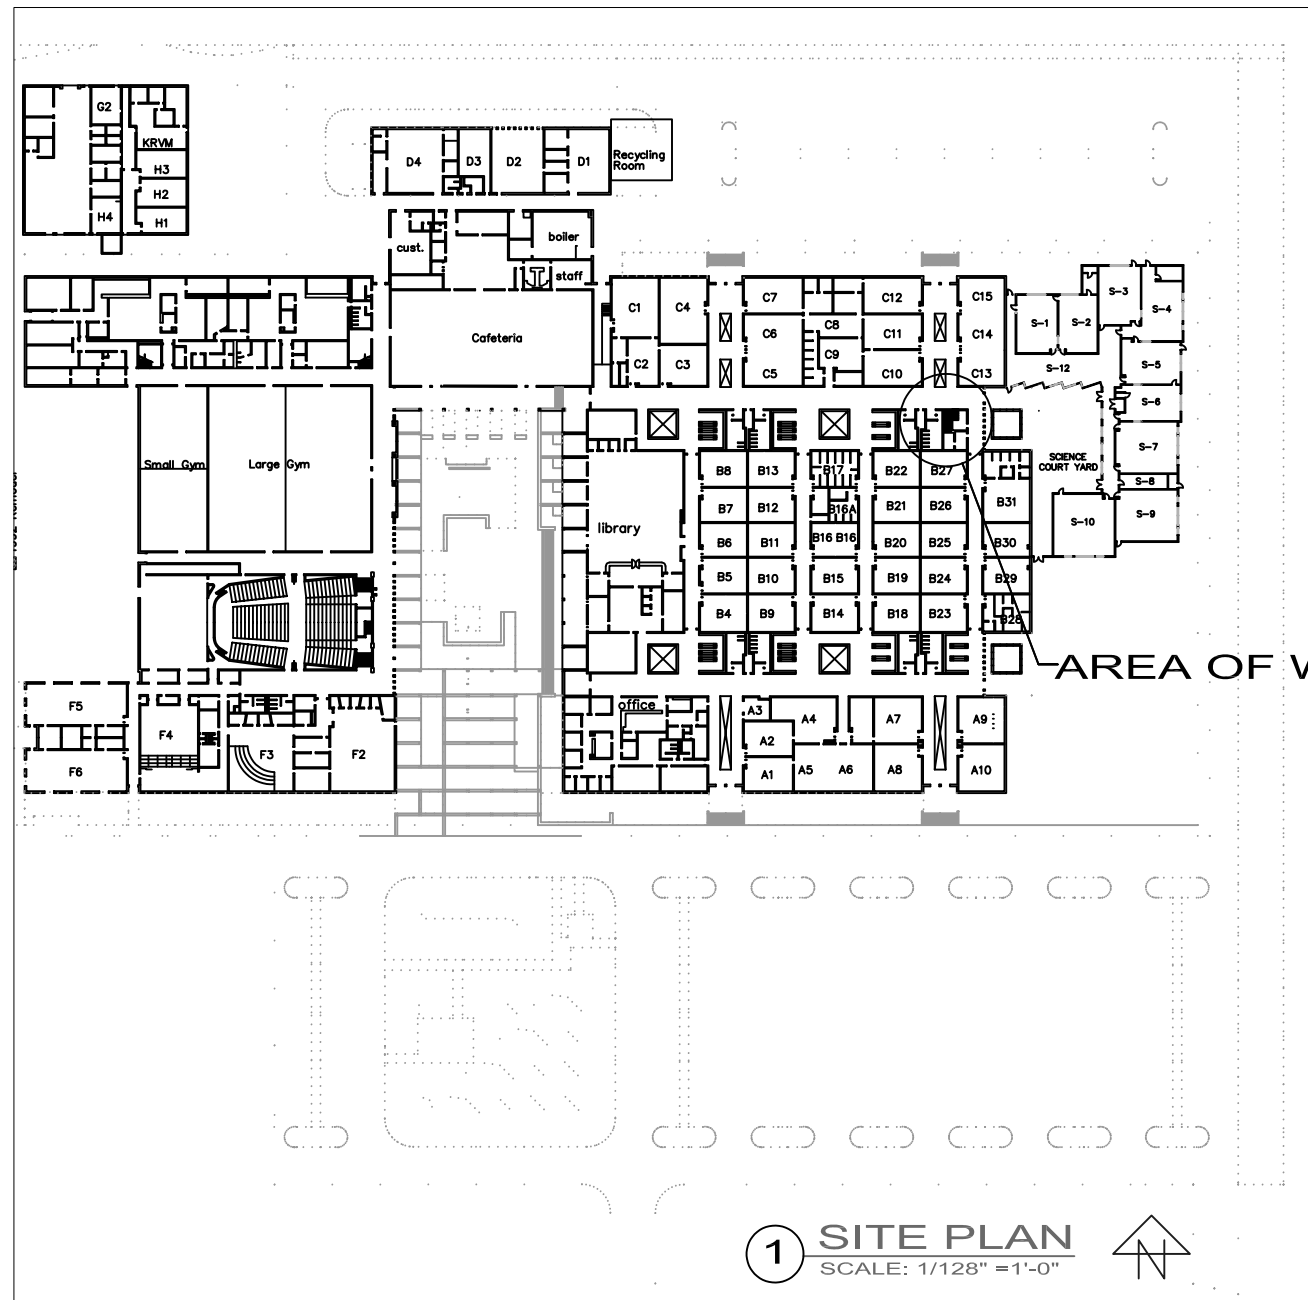 G2
KRVM
H3
H2
H4 H1
D4 D3 D2 D1
Recycling
Room
cust.
boiler
staff
Cafeteria
C1 C4
C2 C3
C7 C12 C15
C6 C8 C11 C14
C9
C5 C10 C13
S-1 S-2 S-3 S-4
S-12 S-5
S-6
S-7
SCIENCE
COURT YARD
S-8
S-10 S-9
Small Gym Large Gym
library
B8 B13 B17 B22 B27
B7 B12 B16A B21 B26 B31
B6 B11 B16 B16 B20 B25 B30
B5 B10 B15 B19 B24 B29
B4 B9 B14 B18 B23 B28
AREA OF W
F5
F4 F3 F2
F6
office
A3 A4 A7 A9
A2
A1 A5 A6 A8 A10
1 SITE PLAN
SCALE: 1/128" =1'-0"
N